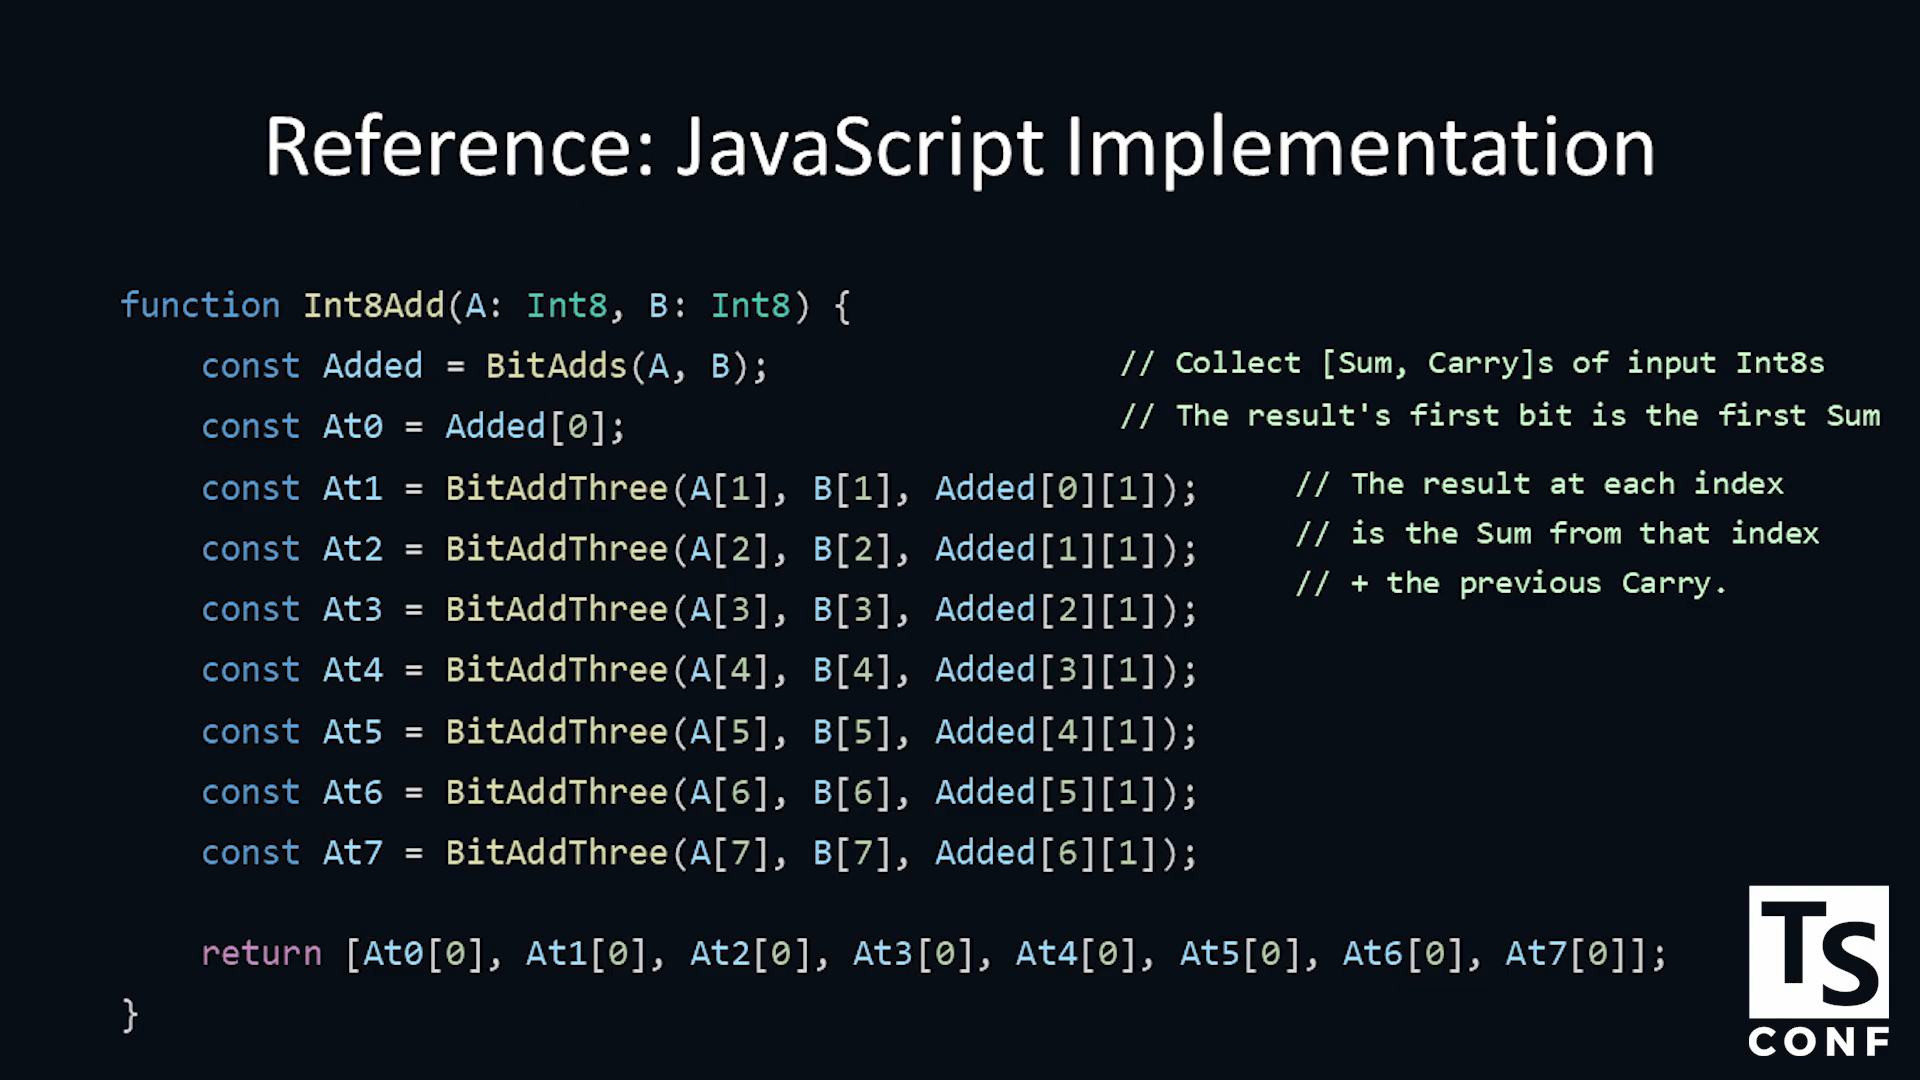 Reference: JavaScript Implementation
function Int8Add(A: Int8, B: Int8) {
const Added = BitAdds(A, B); // Collect [Sum, Carry]s of input Int8s
const At0 = Added[0]; // The result's first bit is the first Sum
const At1 = BitAddThree(A[1], B[1], Added[0][1]); // The result at each index
const At2 = BitAddThree(A[2], B[2], Added[1][1]); // is the Sum from that index
const At3 = BitAddThree(A[3], B[3], Added[2][1]); // + the previous Carry.
const At4 = BitAddThree(A[4], B[4], Added[3][1]);
const At5 = BitAddThree(A[5], B[5], Added[4][1]);
const At6 = BitAddThree(A[6], B[6], Added[5][1]);
const At7 = BitAddThree(A[7], B[7], Added[6][1]);
return [At0[0], At1[0], At2[0], At3[0], At4[0], At5[0], At6[0], At7[0]];
}
TS
CONF